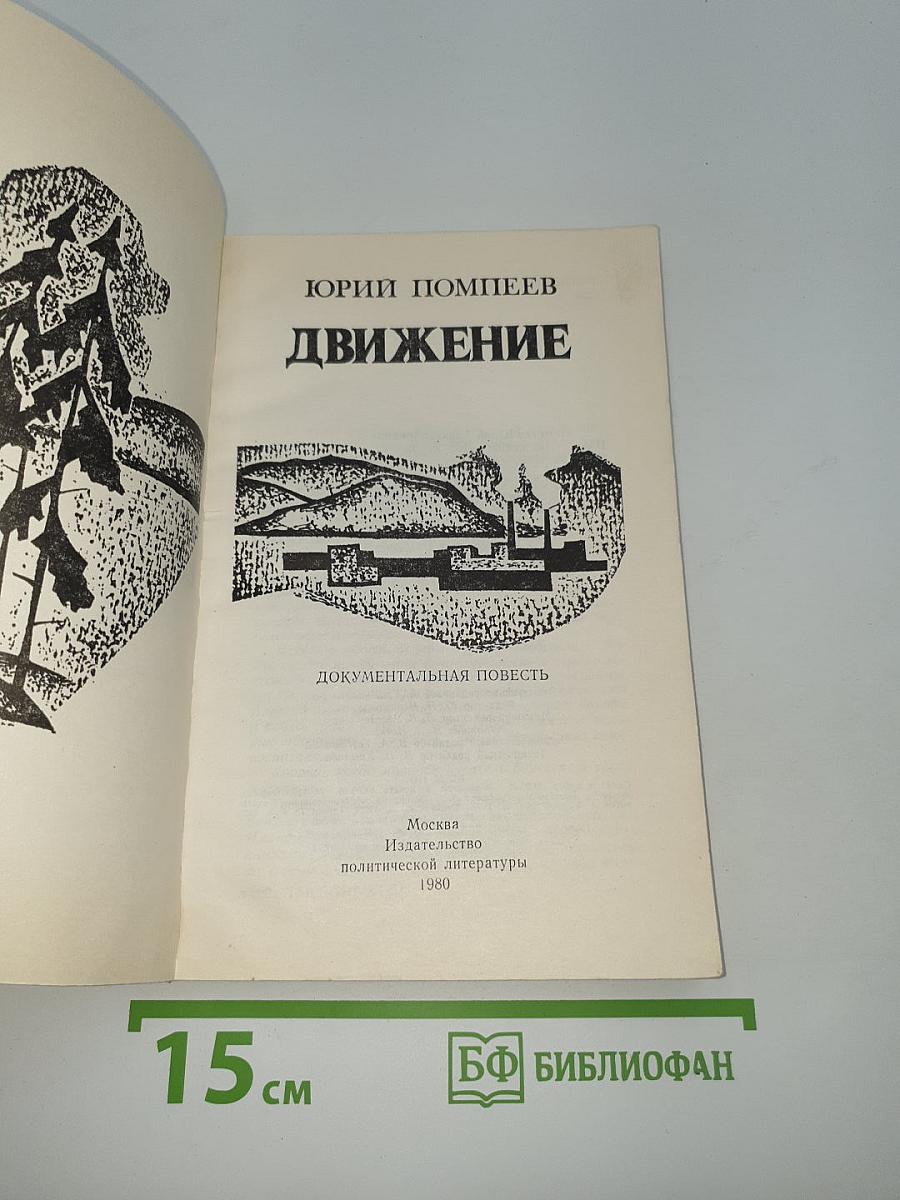 ЮРИЙ ПОМПЕЕВ
ДВИЖЕНИЕ
ДОКУМЕНТАЛЬНАЯ ПОВЕСТЬ
Москва
Издательство
политической литературы
1980
15 см
БФ БИБЛИОФАН